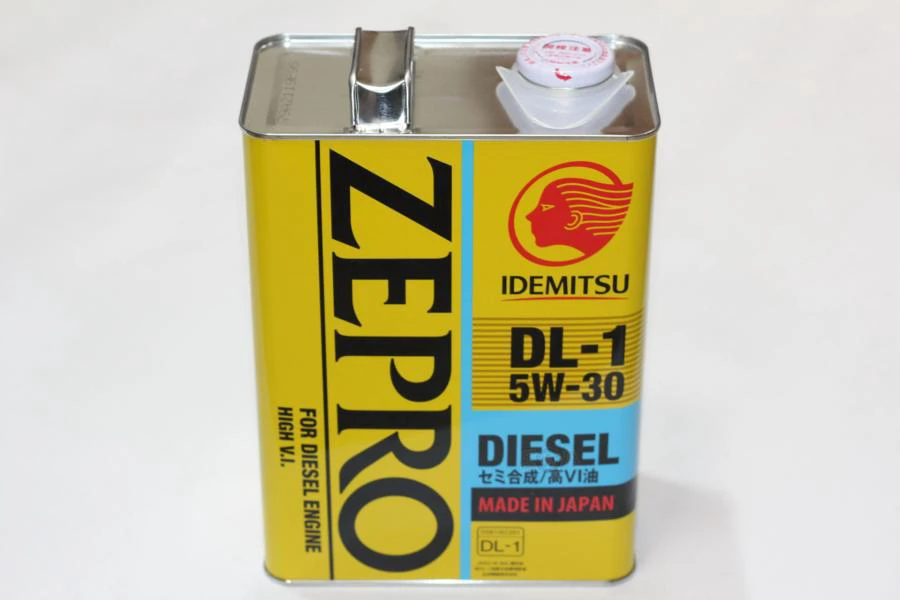 ZEPRO
FOR DIESEL ENGINE
HIGH V.I.
IDEMITSU
DL-1
5W-30
DIESEL
セミ合成/高VI油
MADE IN JAPAN
DL-1